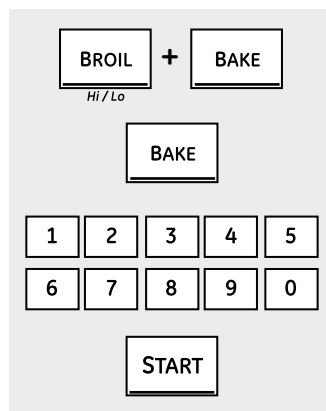 BROIL + BAKE
Hi / Lo
BAKE
1 2 3 4 5
6 7 8 9 0
START